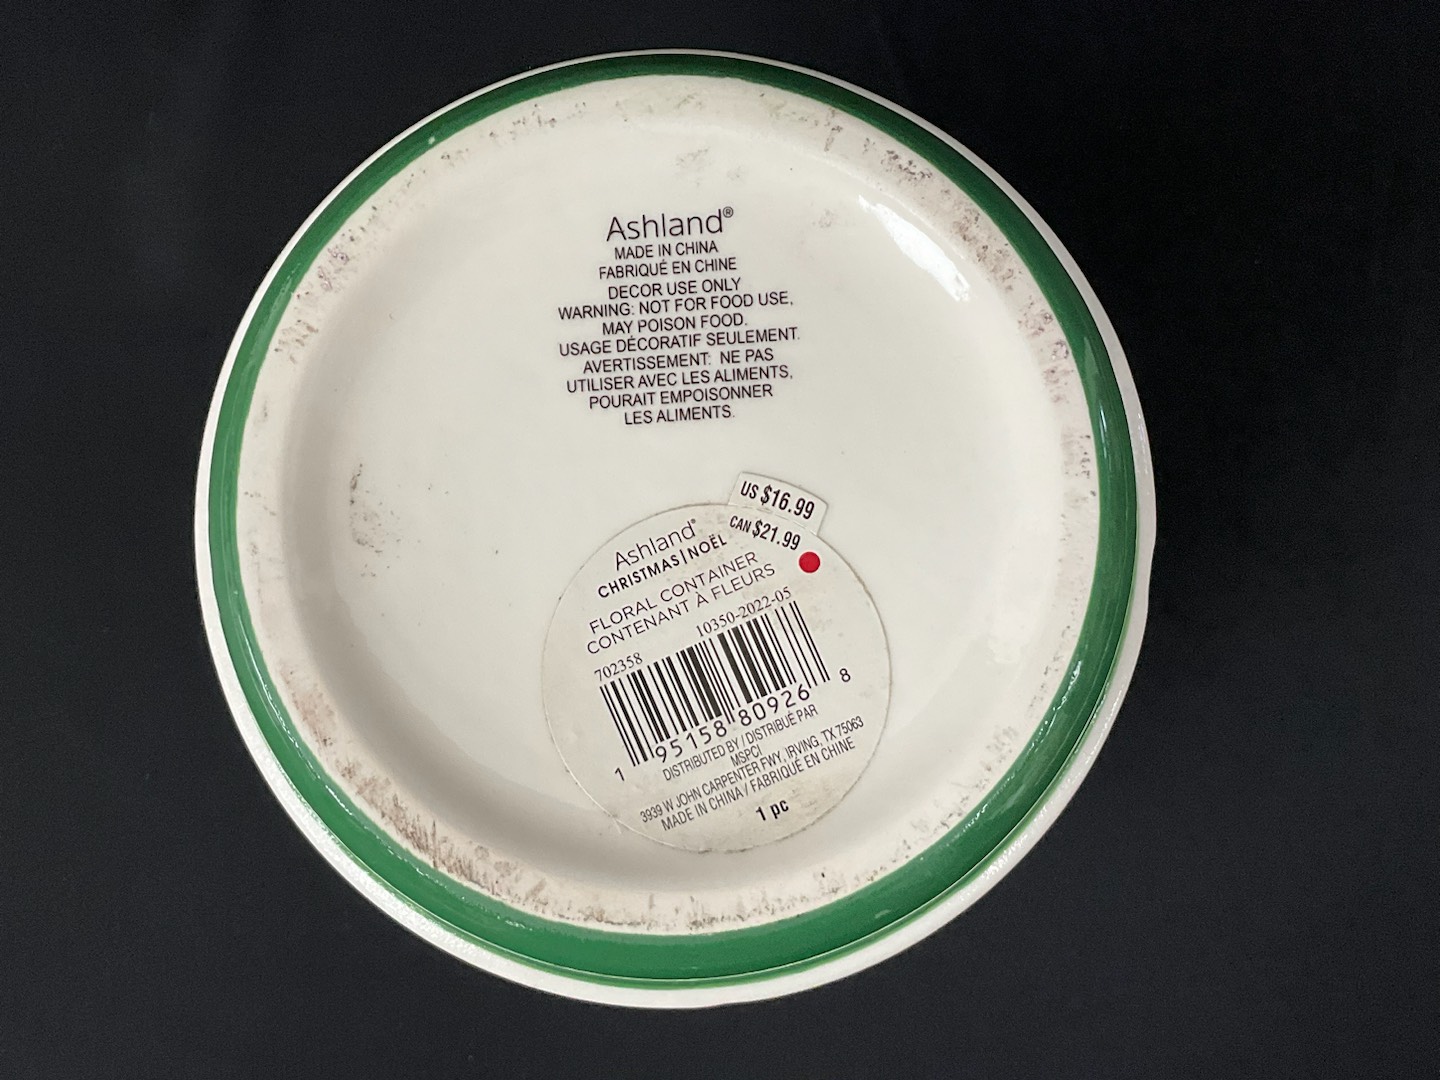 Ashland®
MADE IN CHINA
FABRIQUÉ EN CHINE
DECOR USE ONLY
WARNING: NOT FOR FOOD USE,
MAY POISON FOOD.
USAGE DÉCORATIF SEULEMENT.
AVERTISSEMENT: NE PAS
UTILISER AVEC LES ALIMENTS,
POURAIT EMPOISONNER
LES ALIMENTS.
US $16.99
CAN $21.99
Ashland®
CHRISTMAS|NOËL
FLORAL CONTAINER
CONTENANT À FLEURS
10350-2022-05
702358
1 95158 80926 8
DISTRIBUTED BY / DISTRIBUÉ PAR
MSPCI
3939 W JOHN CARPENTER FWY, IRVING, TX 75063
MADE IN CHINA / FABRIQUÉ EN CHINE
1 pc